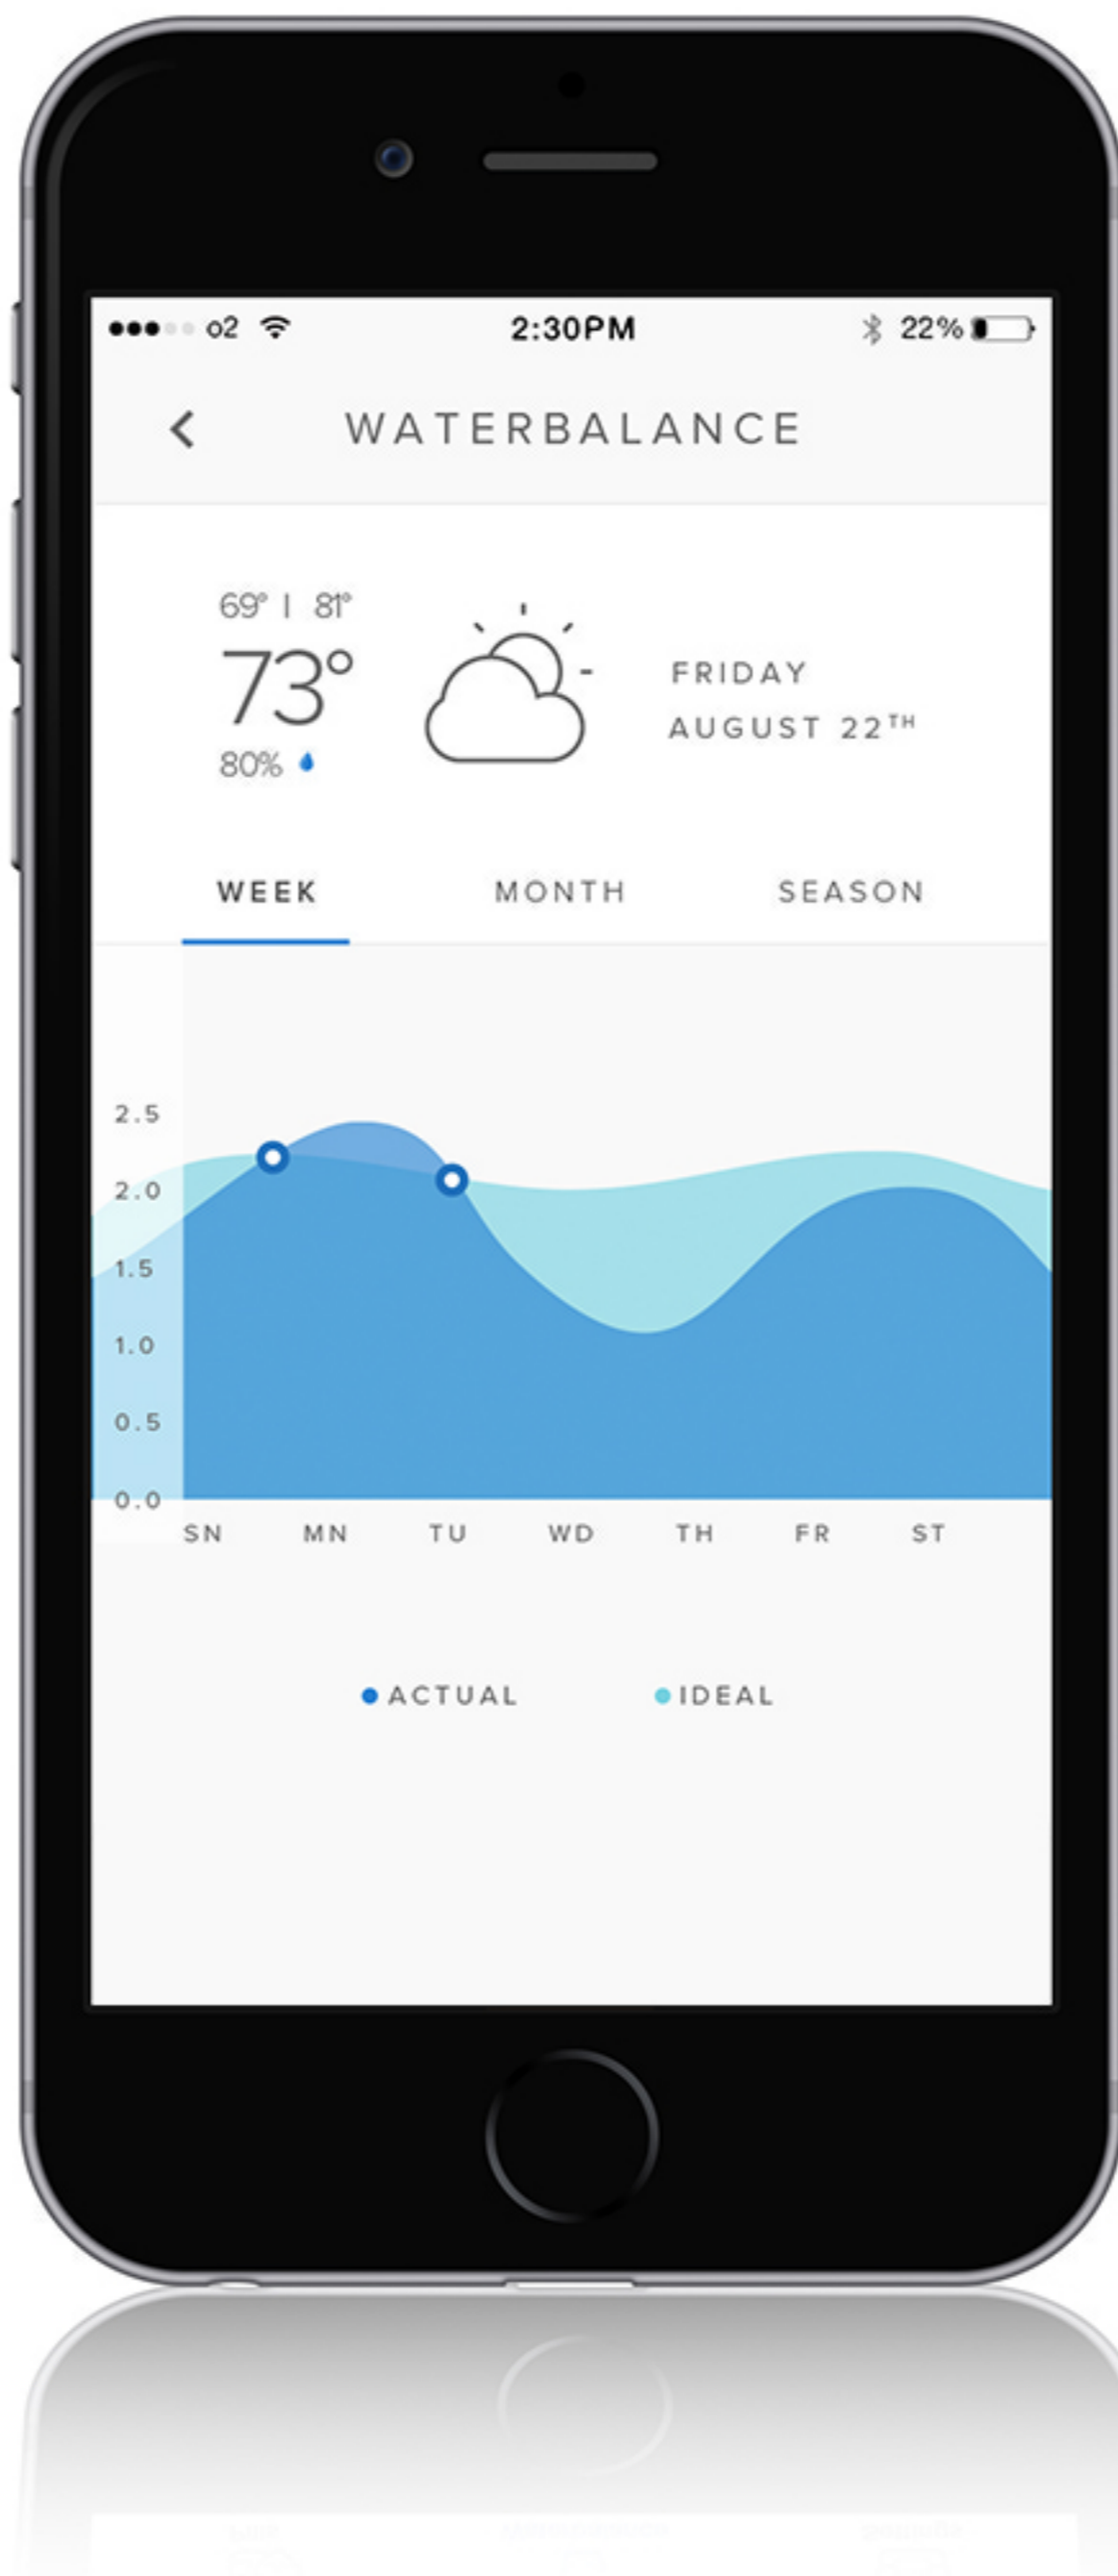 o2 2:30PM 22%
WATERBALANCE
69° | 81°
73°
80%
FRIDAY
AUGUST 22TH
WEEK MONTH SEASON
2.5
2.0
1.5
1.0
0.5
0.0
SN MN TU WD TH FR ST
ACTUAL IDEAL